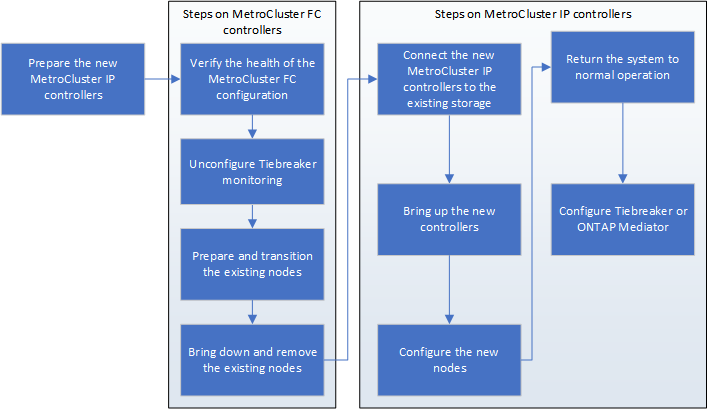 Prepare the new
MetroCluster IP
controllers
Steps on MetroCluster FC
controllers
Verify the health of the
MetroCluster FC
configuration
Unconfigure Tiebreaker
monitoring
Prepare and transition
the existing nodes
Bring down and remove
the existing nodes
Steps on MetroCluster IP controllers
Connect the new
MetroCluster IP
controllers to the
existing storage
Bring up the new
controllers
Configure the new
nodes
Return the system to
normal operation
Configure Tiebreaker or
ONTAP Mediator